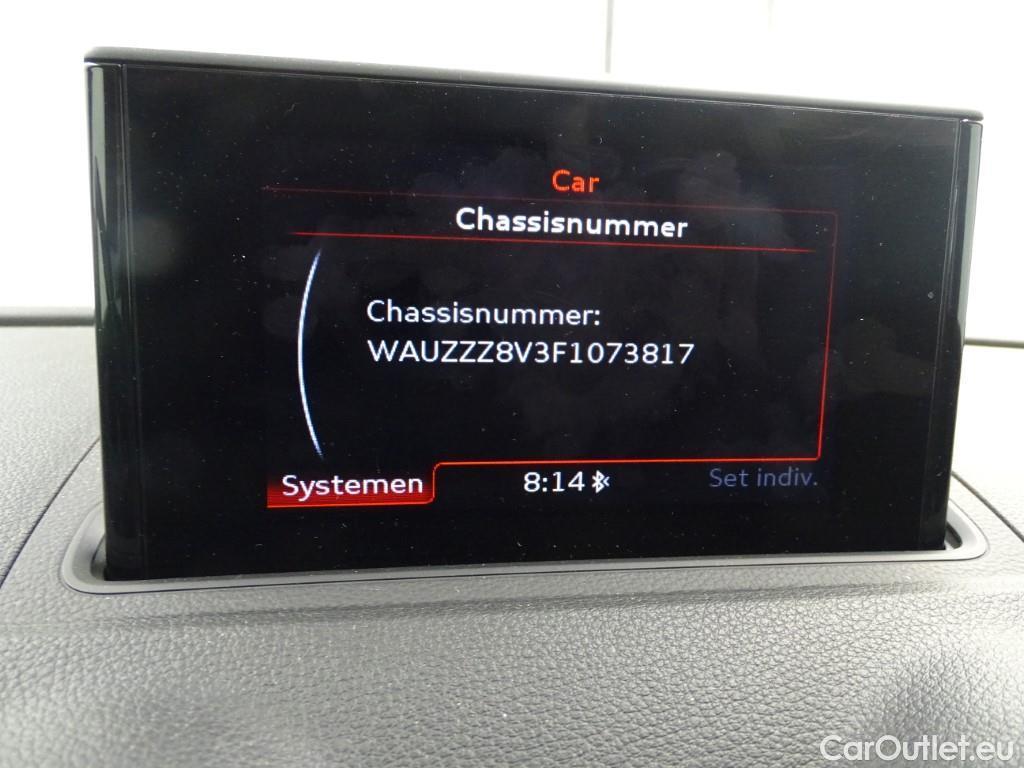 Car
Chassisnummer
Chassisnummer:
WAUZZZ8V3F1073817
Systemen
8:14
Set indiv.
CarOutlet.eu